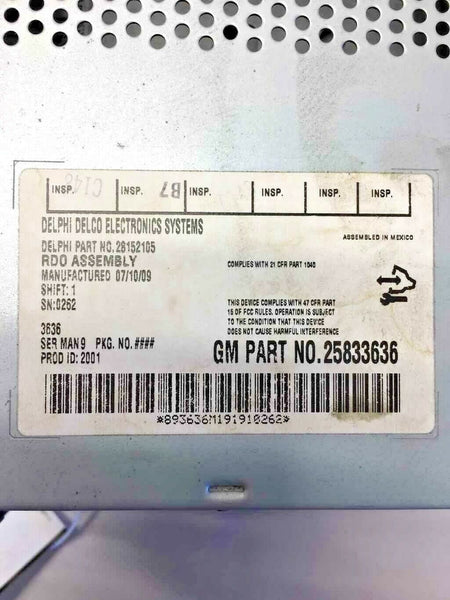 INSP. C148 INSP. B7 INSP. INSP. INSP. INSP.
DELPHI DELCO ELECTRONICS SYSTEMS
ASSEMBLED IN MEXICO
DELPHI PART NO. 28152105
RDO ASSEMBLY
COMPLIES WITH 21 CFR PART 1040
MANUFACTURED 07/10/09
SHIFT: 1
SN:0262
THIS DEVICE COMPLIES WITH 47 CFR PART
15 OF FCC RULES. OPERATION IS SUBJECT
TO THE CONDITION THAT THIS DEVICE
DOES NOT CAUSE HARMFUL INTERFERENCE
3636
SER MAN 9 PKG. NO. ####
PROD ID: 2001
GM PART NO. 25833636
*893636M191910262*